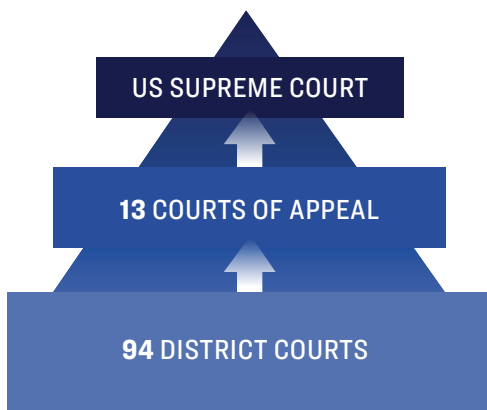 US SUPREME COURT
13 COURTS OF APPEAL
94 DISTRICT COURTS